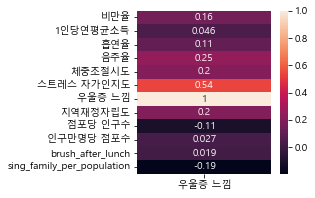 비만율
0.16
1인당연평균소득
0.046
흡연율
0.11
음주율
0.25
체중조절시도
0.2
스트레스 자가인지도
0.54
우울증 느낌
1
지역재정자립도
0.2
점포당 인구수
-0.11
인구만명당 점포수
0.027
brush_after_lunch
0.019
sing_family_per_population
-0.19
우울증 느낌
1.0
0.8
0.6
0.4
0.2
0.0